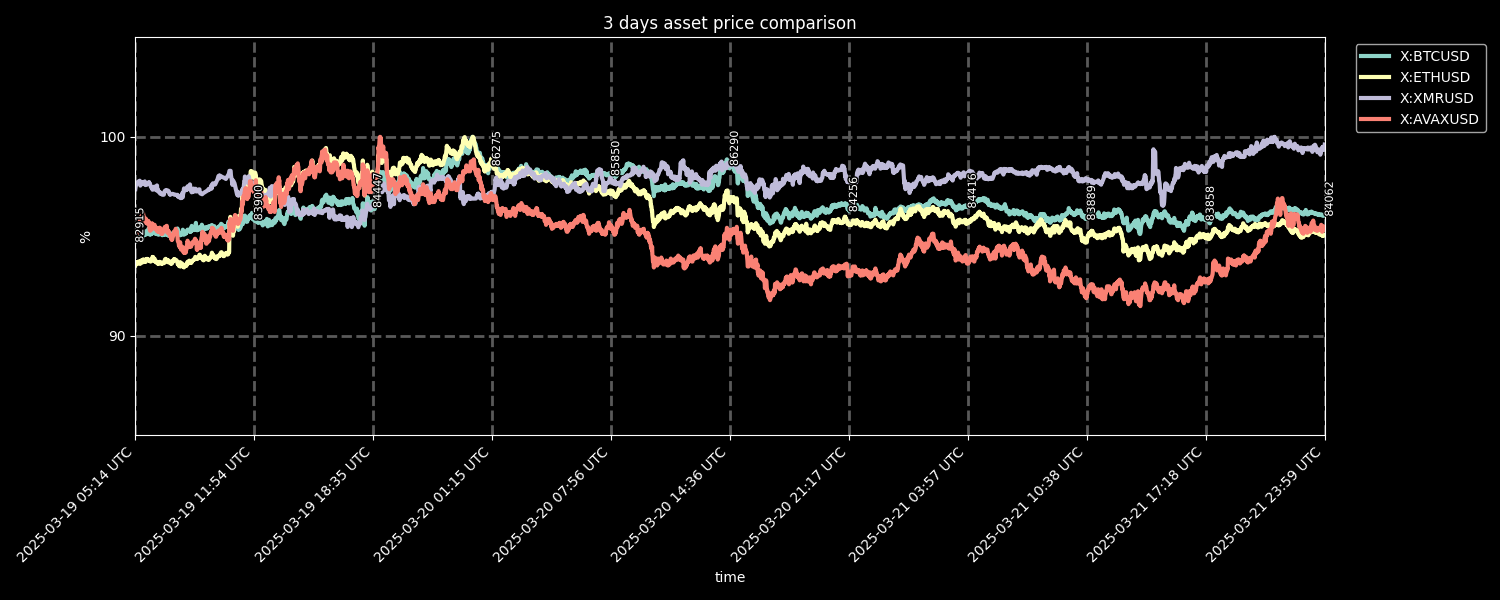 3 days asset price comparison
X:BTCUSD
X:ETHUSD
X:XMRUSD
X:AVAXUSD
100
90
%
82915
83900
84447
86275
85850
86290
84256
84416
83889
83858
84062
2025-03-19 05:14 UTC
2025-03-19 11:54 UTC
2025-03-19 18:35 UTC
2025-03-20 01:15 UTC
2025-03-20 07:56 UTC
2025-03-20 14:36 UTC
2025-03-20 21:17 UTC
2025-03-21 03:57 UTC
2025-03-21 10:38 UTC
2025-03-21 17:18 UTC
2025-03-21 23:59 UTC
time